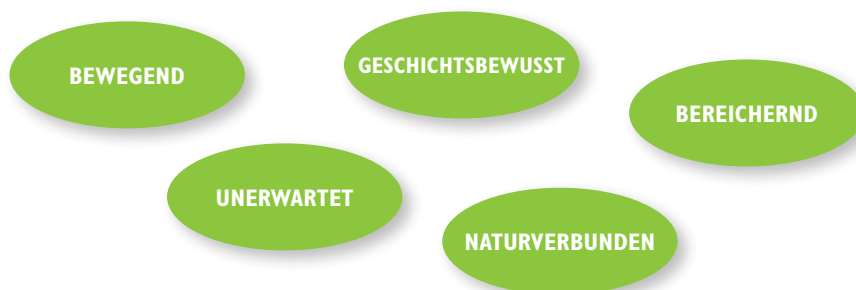 BEWEGEND
GESCHICHTSBEWUSST
BEREICHERND
UNERWARTET
NATURVERBUNDEN